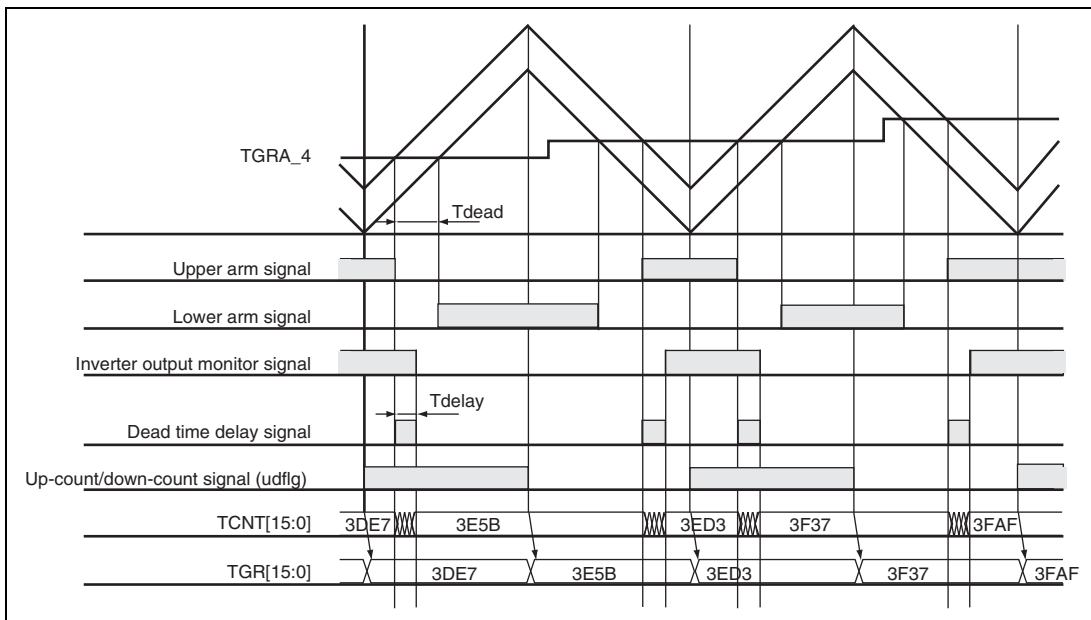 TGRA_4
Tdead
Upper arm signal
Lower arm signal
Inverter output monitor signal
Tdelay
Dead time delay signal
Up-count/down-count signal (udflg)
TCNT[15:0] 3DE7 3E5B 3ED3 3F37 3FAF
TGR[15:0] 3DE7 3E5B 3ED3 3F37 3FAF